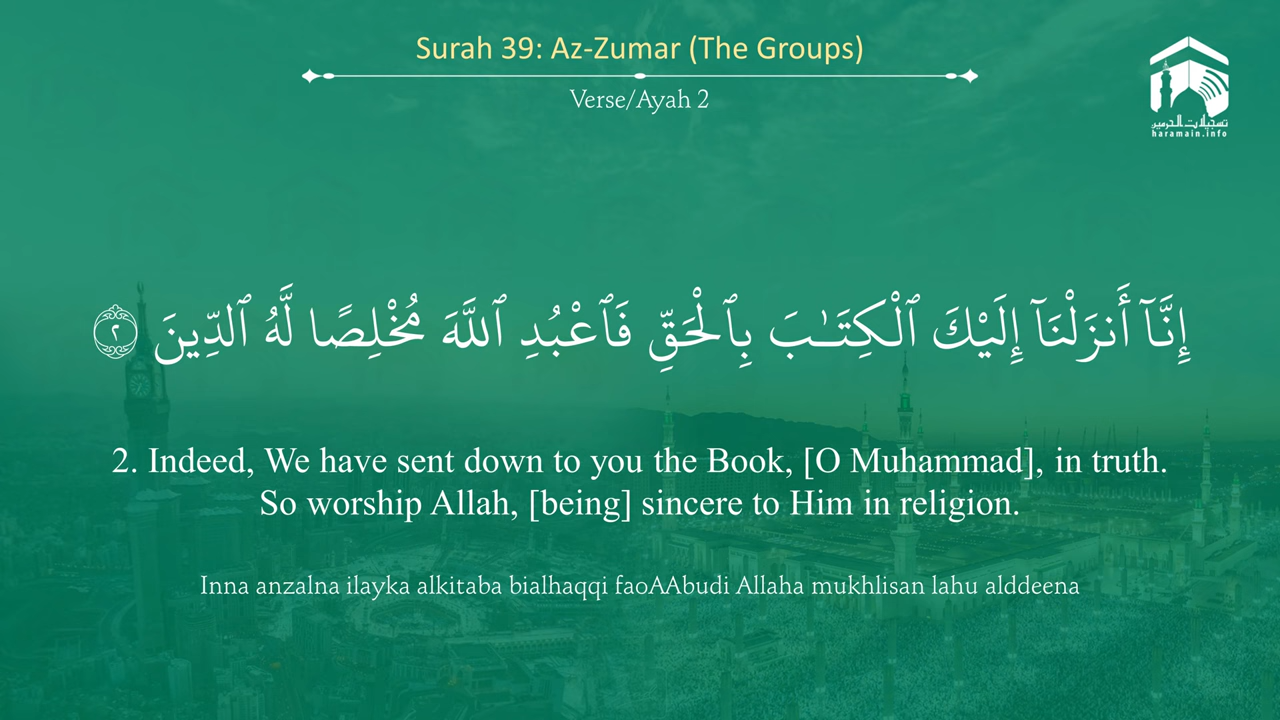 Surah 39: Az-Zumar (The Groups)
Verse/Ayah 2
تسجيلات الحرمين
haramain.info
إِنَّآ أَنزَلْنَآ إِلَيْكَ ٱلْكِتَـٰبَ بِٱلْحَقِّ فَٱعْبُدِ ٱللَّهَ مُخْلِصًا لَّهُ ٱلدِّينَ ٢
2. Indeed, We have sent down to you the Book, [O Muhammad], in truth.
So worship Allah, [being] sincere to Him in religion.
Inna anzalna ilayka alkitaba bialhaqqi faoAAbudi Allaha mukhlisan lahu alddeena